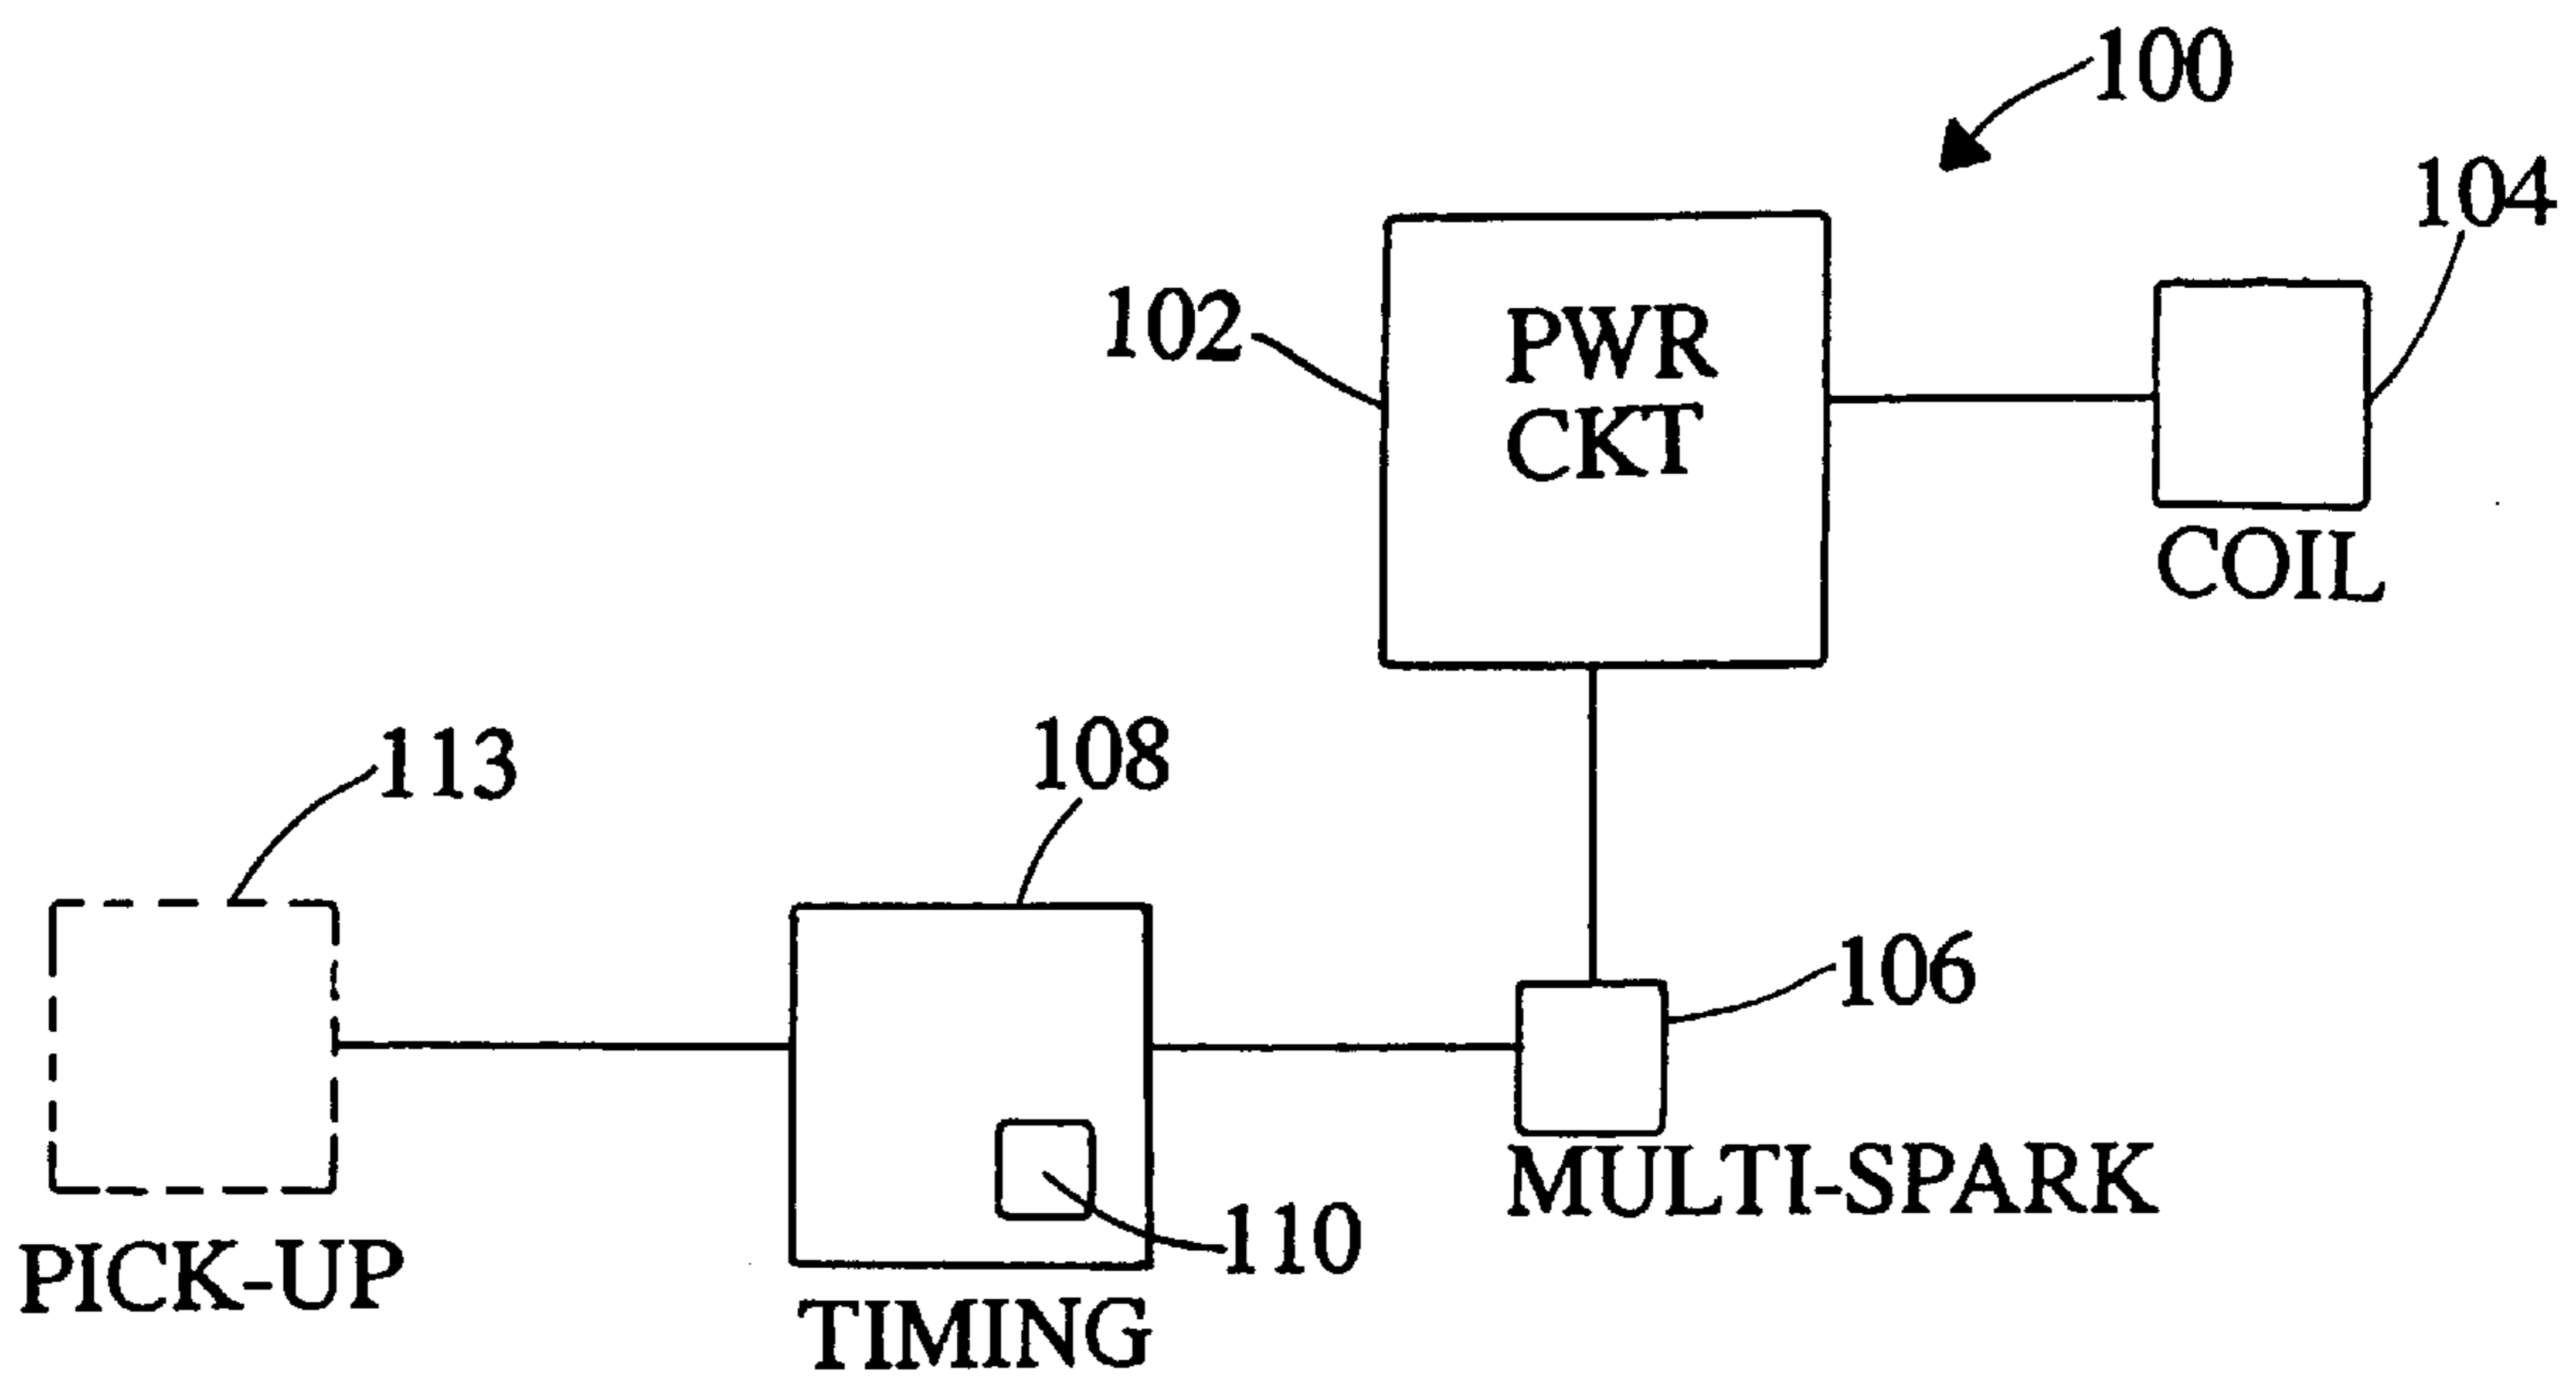 100
104
102
PWR
CKT
COIL
113
108
106
110
MULTI-SPARK
PICK-UP
TIMING